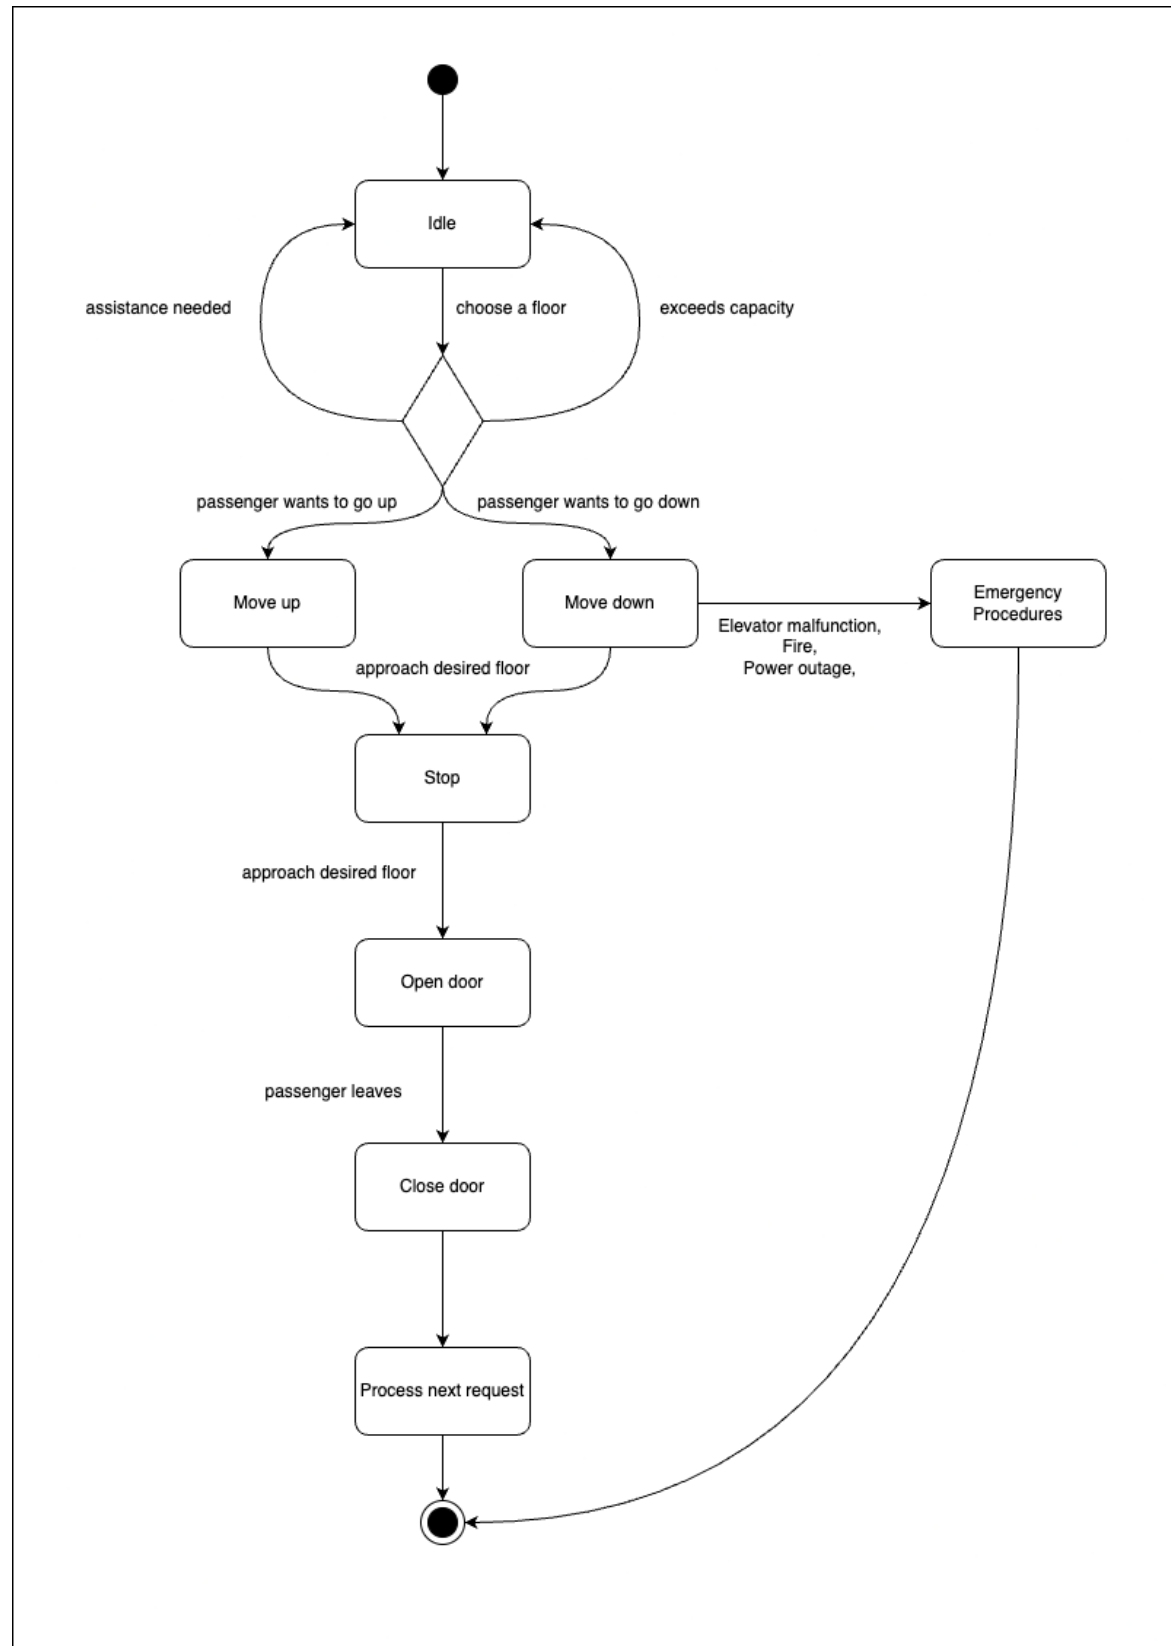 Idle
assistance needed
choose a floor
exceeds capacity
passenger wants to go up
passenger wants to go down
Move up
Move down
Emergency
Procedures
Elevator malfunction,
Fire,
Power outage,
approach desired floor
Stop
approach desired floor
Open door
passenger leaves
Close door
Process next request